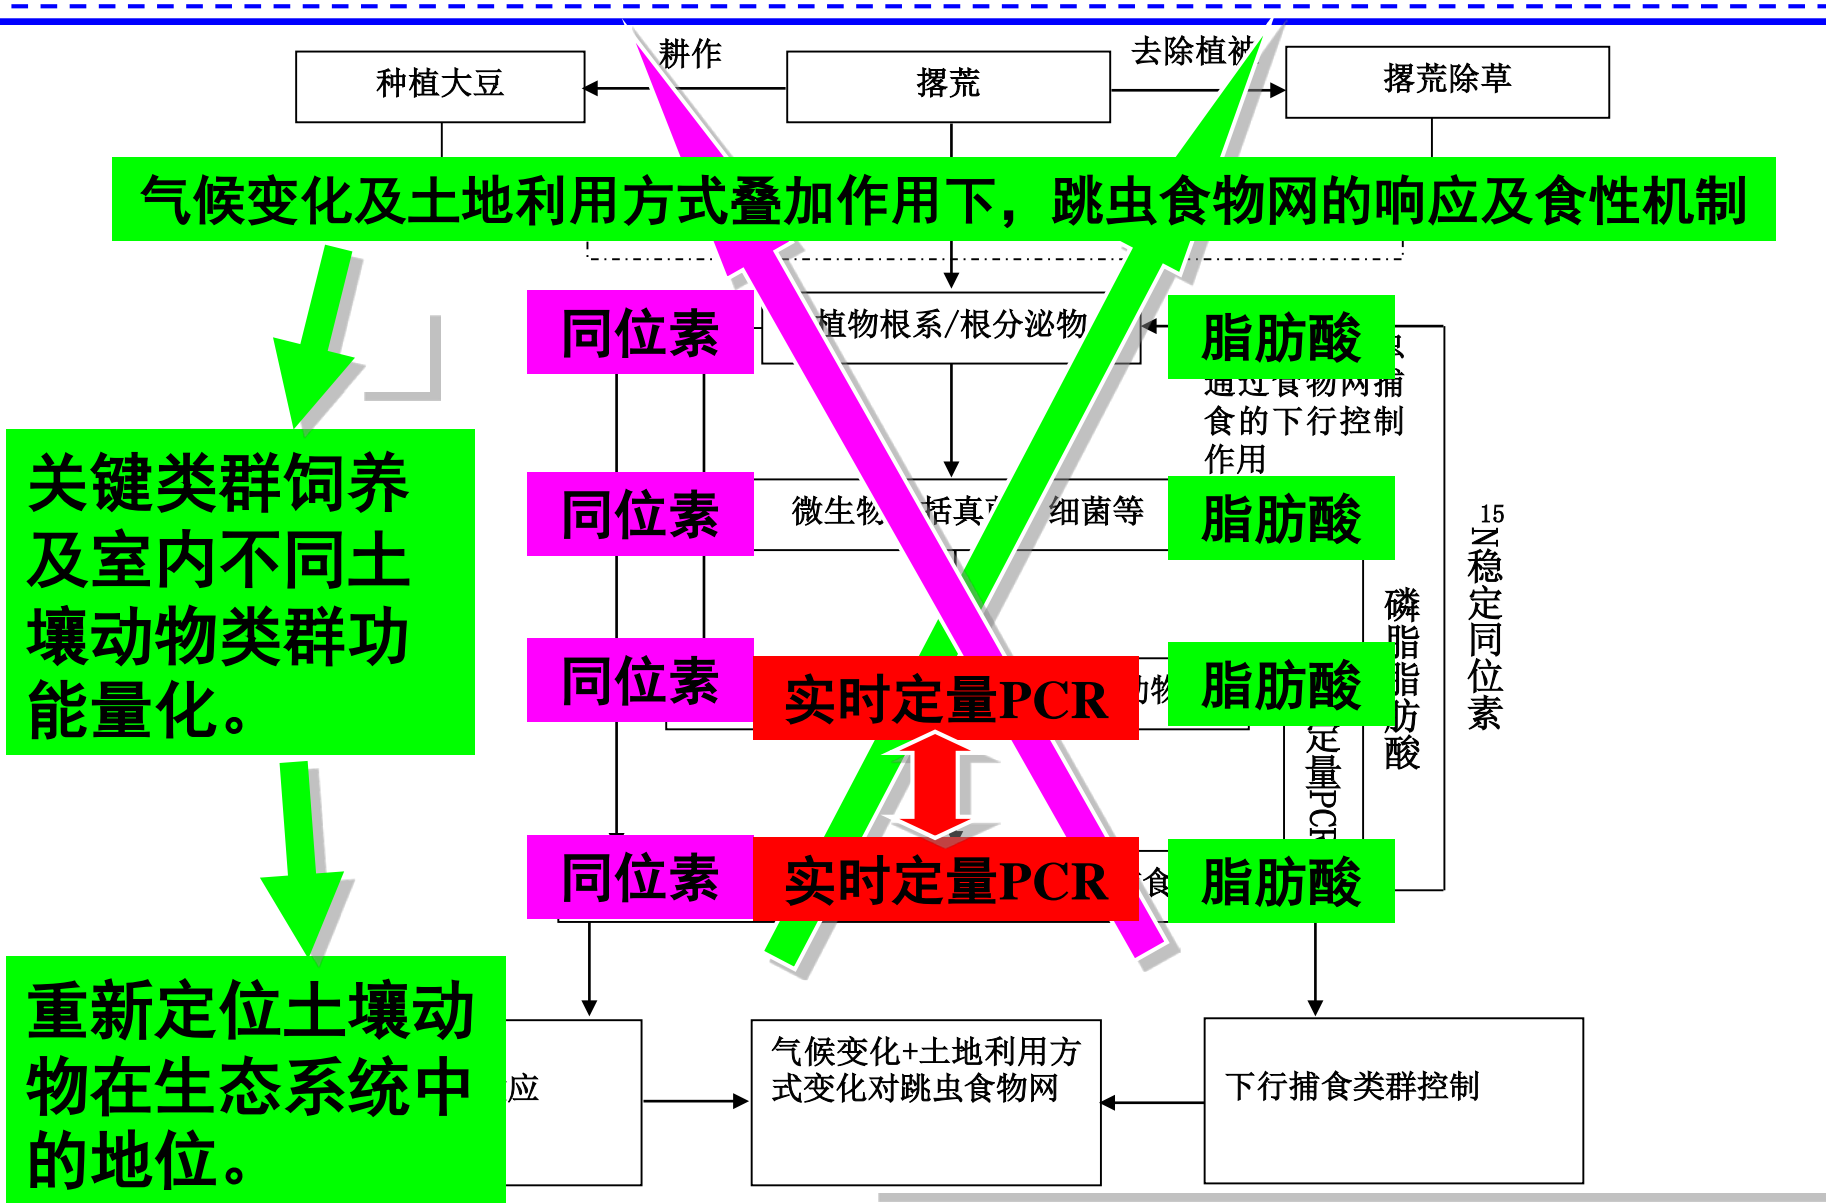 耕作
去除植被
种植大豆
撂荒
撂荒除草
气候变化及土地利用方式叠加作用下，跳虫食物网的响应及食性机制
同位素
植物根系/根分泌物
脂肪酸
通过食物网捕
食的下行控制
作用
关键类群饲养
及室内不同土
壤动物类群功
能量化。
同位素
微生物 括真菌 细菌等
脂肪酸
15N稳定同位素
磷脂脂肪酸
同位素
实时定量PCR
动物
脂肪酸
定量PCR
同位素
实时定量PCR
食
脂肪酸
重新定位土壤动
物在生态系统中
的地位。
应
气候变化+土地利用方
式变化对跳虫食物网
下行捕食类群控制